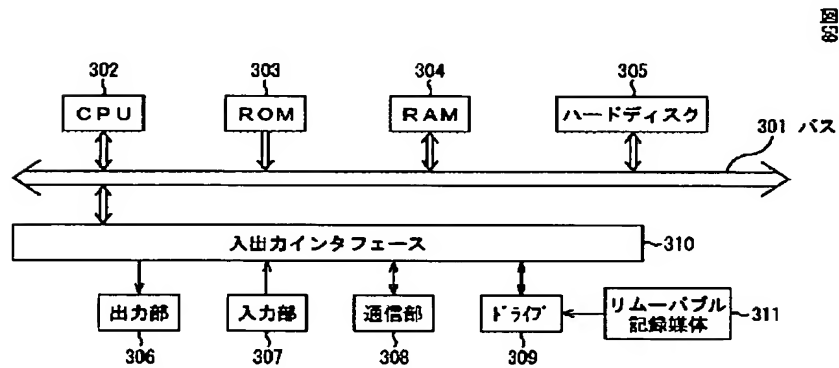 図59
302
303
304
305
CPU
ROM
RAM
ハードディスク
301 バス
入出力インタフェース
310
出力部
入力部
通信部
ドライブ
リムーバブル
記録媒体
311
306
307
308
309